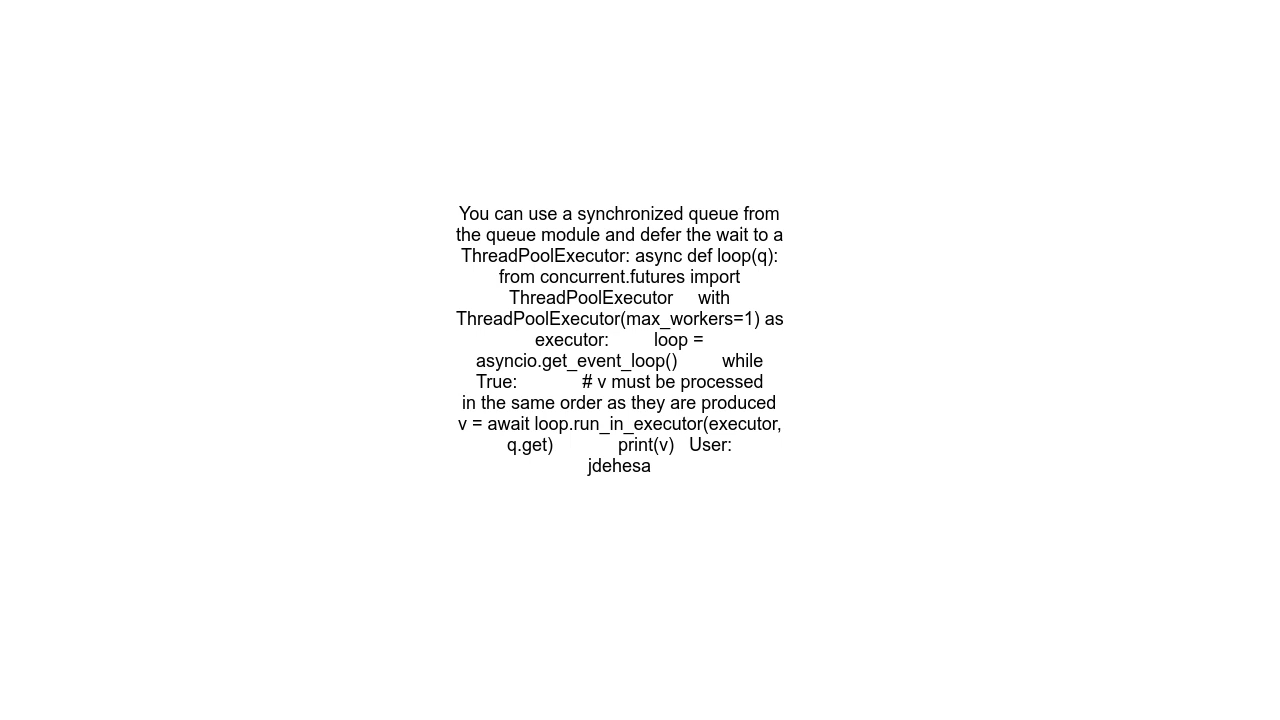 You can use a synchronized queue from
the queue module and defer the wait to a
ThreadPoolExecutor: async def loop(q):
from concurrent.futures import
ThreadPoolExecutor     with
ThreadPoolExecutor(max_workers=1) as
executor:         loop =
asyncio.get_event_loop()         while
True:             # v must be processed
in the same order as they are produced
v = await loop.run_in_executor(executor,
q.get)             print(v)   User:
jdehesa